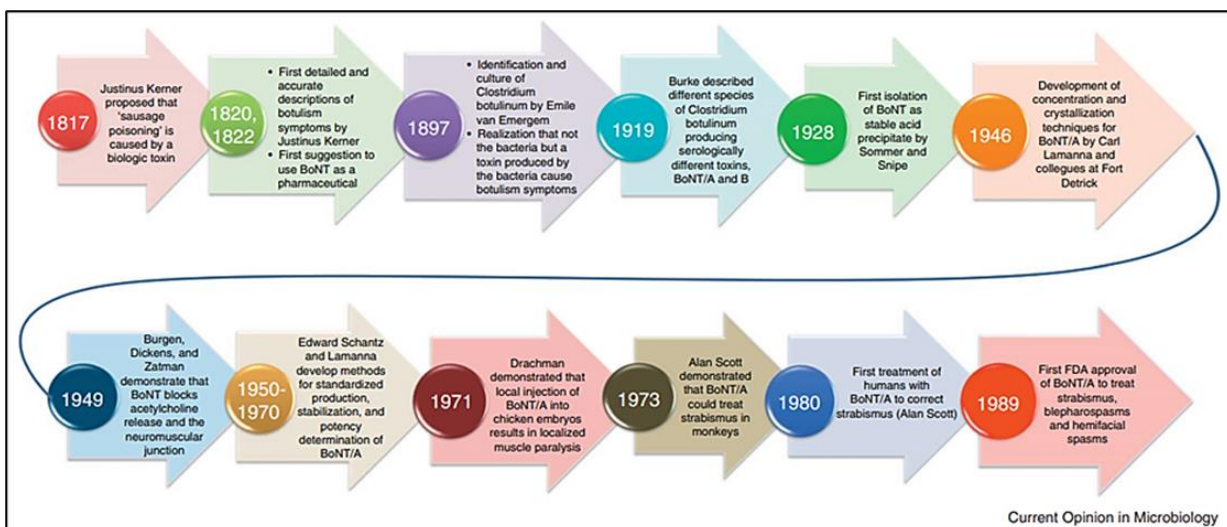 1817
Justinus Kerner
proposed that
‘sausage
poisoning’ is
caused by a
biologic toxin
1820,
1822
• First detailed and
accurate
descriptions of
botulism
symptoms by
Justinus Kerner
• First suggestion to
use BoNT as a
pharmaceutical
1897
• Identification and
culture of
Clostridium
botulinum by Emile
van Emergem
• Realization that not
the bacteria but a
toxin produced by
the bacteria cause
botulism symptoms
1919
Burke described
different species of
Clostridium
botulinum
producing
serologically
different toxins,
BoNT/A and B
1928
First isolation of
BoNT as
stable acid
precipitate by
Sommer and
Snipe
1946
Development of
concentration and
crystallization
techniques for
BoNT/A by Carl
Lamanna and
collegues at Fort
Detrick
1949
Burgen,
Dickens, and
Zatman
demonstrate that
BoNT blocks
acetylcholine
release and the
neuromuscular
junction
1950-
1970
Edward Schantz
and Lamanna
develop methods
for standardized
production,
stabilization, and
potency
determination of
BoNT/A
1971
Drachman
demonstrated that
local injection of
BoNT/A into
chicken embryos
results in localized
muscle paralysis
1973
Alan Scott
demonstrated
that BoNT/A
could treat
strabismus in
monkeys
1980
First treatment of
humans with
BoNT/A to correct
strabismus (Alan
Scott)
1989
First FDA approval
of BoNT/A to treat
strabismus,
blepharospasms
and hemifacial
spasms
Current Opinion in Microbiology